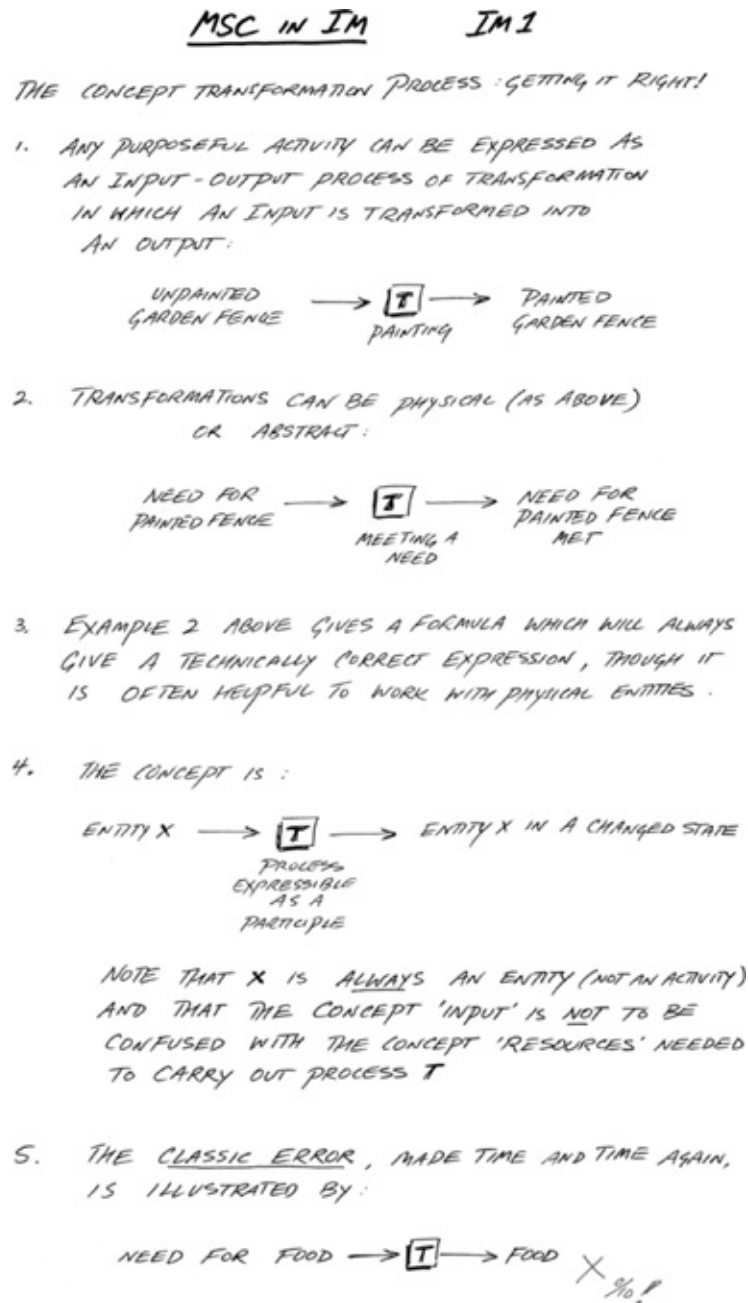 MSC IN IM IM1
THE CONCEPT TRANSFORMATION PROCESS: GETTING IT RIGHT!
1. ANY PURPOSEFUL ACTIVITY CAN BE EXPRESSED AS
AN INPUT-OUTPUT PROCESS OF TRANSFORMATION
IN WHICH AN INPUT IS TRANSFORMED INTO
AN OUTPUT:
UNPAINTED → T → PAINTED
GARDEN FENCE PAINTING GARDEN FENCE
2. TRANSFORMATIONS CAN BE PHYSICAL (AS ABOVE)
OR ABSTRACT:
NEED FOR → T → NEED FOR
PAINTED FENCE PAINTED FENCE
MEETING A MET
NEED
3. EXAMPLE 2 ABOVE GIVES A FORMULA WHICH WILL ALWAYS
GIVE A TECHNICALLY CORRECT EXPRESSION, THOUGH IT
IS OFTEN HELPFUL TO WORK WITH PHYSICAL ENTITIES.
4. THE CONCEPT IS:
ENTITY X → T → ENTITY X IN A CHANGED STATE
PROCESS
EXPRESSIBLE
AS A
PARTICIPLE
NOTE THAT X IS ALWAYS AN ENTITY (NOT AN ACTIVITY)
AND THAT THE CONCEPT 'INPUT' IS NOT TO BE
CONFUSED WITH THE CONCEPT 'RESOURCES' NEEDED
TO CARRY OUT PROCESS T
5. THE CLASSIC ERROR, MADE TIME AND TIME AGAIN,
IS ILLUSTRATED BY:
NEED FOR FOOD → T → FOOD X